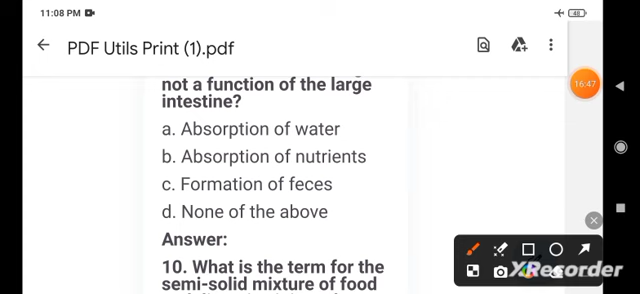 11:08 PM
48
PDF Utils Print (1).pdf
16:47
not a function of the large
intestine?
a. Absorption of water
b. Absorption of nutrients
c. Formation of feces
d. None of the above
Answer:
10. What is the term for the
semi-solid mixture of food
XRecorder